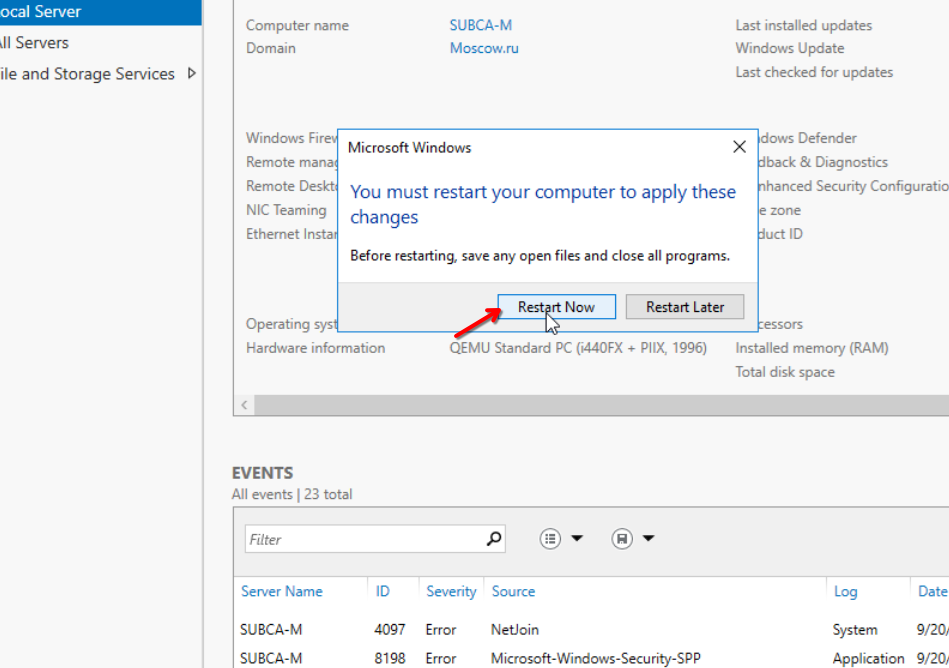 ocal Server
ll Servers
ile and Storage Services
Computer name SUBCA-M Last installed updates
Domain Moscow.ru Windows Update
Last checked for updates
Windows Firew dows Defender
Remote manag dback & Diagnostics
Remote Deskto nhanced Security Configuratio
NIC Teaming e zone
Ethernet Instan duct ID
Microsoft Windows
You must restart your computer to apply these
changes
Before restarting, save any open files and close all programs.
Restart Now Restart Later
Operating syst cessors
Hardware information QEMU Standard PC (i440FX + PIIX, 1996) Installed memory (RAM)
Total disk space
EVENTS
All events | 23 total
Filter
Server Name ID Severity Source Log Date
SUBCA-M 4097 Error NetJoin System 9/20/
SUBCA-M 8198 Error Microsoft-Windows-Security-SPP Application 9/20/